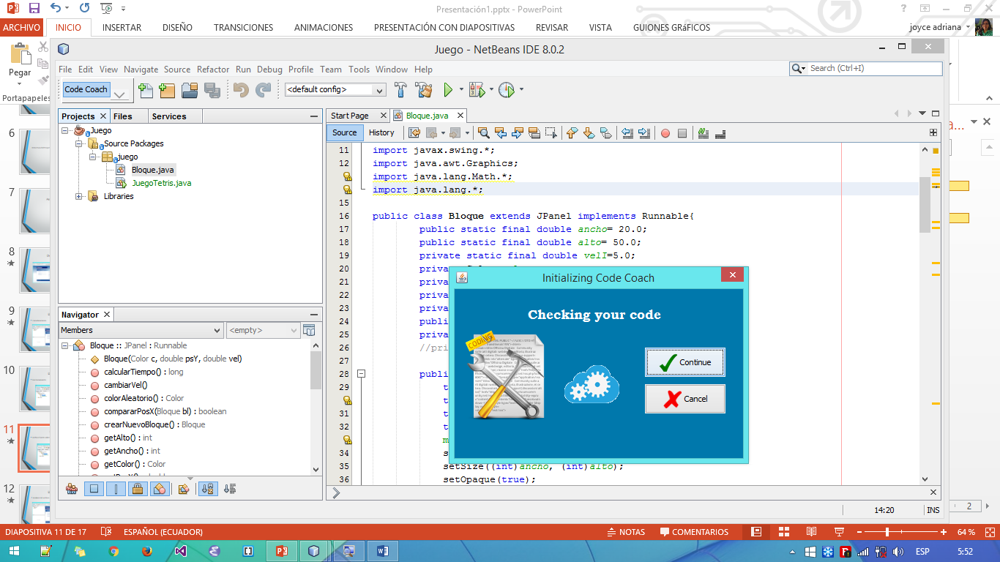 Presentación1.pptx - PowerPoint
ARCHIVO INICIO INSERTAR DISEÑO TRANSICIONES ANIMACIONES PRESENTACIÓN CON DIAPOSITIVAS REVISAR VISTA GUIONES GRáFICOS joyce adriana
Pegar
Portapapeles
Juego - NetBeans IDE 8.0.2
File Edit View Navigate Source Refactor Run Debug Profile Team Tools Window Help
Search (Ctrl+I)
Code Coach
<default config>
Projects Files Services
Juego
Source Packages
juego
Bloque.java
JuegoTetris.java
Libraries
Start Page Bloque.java
Source History
11 import javax.swing.*;
12 import java.awt.Graphics;
import java.lang.Math.*;
import java.lang.*;
15
16 public class Bloque extends JPanel implements Runnable{
17 public static final double ancho= 20.0;
18 public static final double alto= 50.0;
19 private static final double velI=5.0;
20
21
22 priva
23 priva
24 publi
25 priva
26 //pri
27
28 publi
29 t
t
31 t
32 t
m
34 s
35 setSize((int)ancho, (int)alto);
36 setOpaque(true);
Navigator
Members
<empty>
Bloque :: JPanel : Runnable
Bloque(Color c, double psY, double vel)
calcularTiempo() : long
cambiarVel()
colorAleatorio() : Color
compararPosX(Bloque bl) : boolean
crearNuevoBloque() : Bloque
getAlto() : int
getAncho() : int
getColor() : Color
Initializing Code Coach
Checking your code
CODING
Continue
Cancel
6
7
8
9
10
11
12
14:20 INS
2
DIAPOSITIVA 11 DE 17 ESPAÑOL (ECUADOR) NOTAS COMENTARIOS 64 %
ESP 5:52